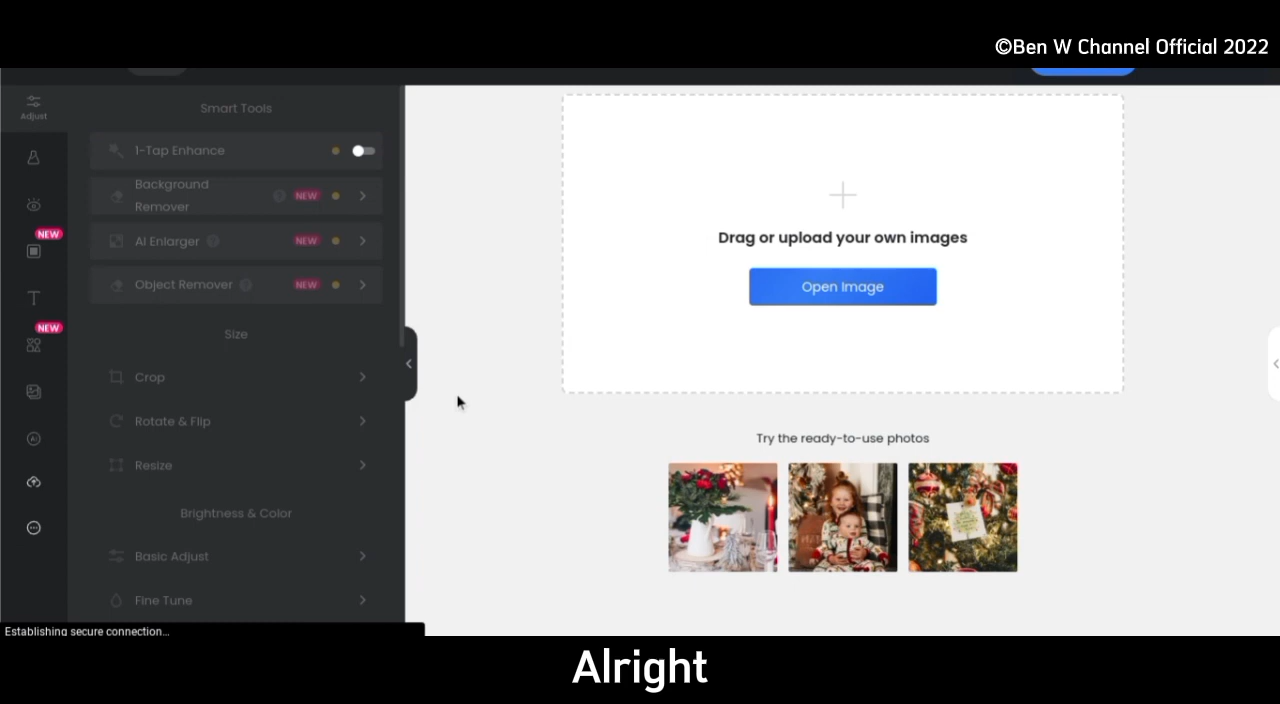 ©Ben W Channel Official 2022
Adjust
Smart Tools
1-Tap Enhance
Background
Remover
NEW
NEW
AI Enlarger
NEW
Object Remover
NEW
Size
NEW
Crop
Rotate & Flip
Resize
Brightness & Color
Basic Adjust
Fine Tune
Drag or upload your own images
Open Image
Try the ready-to-use photos
Establishing secure connection...
Alright